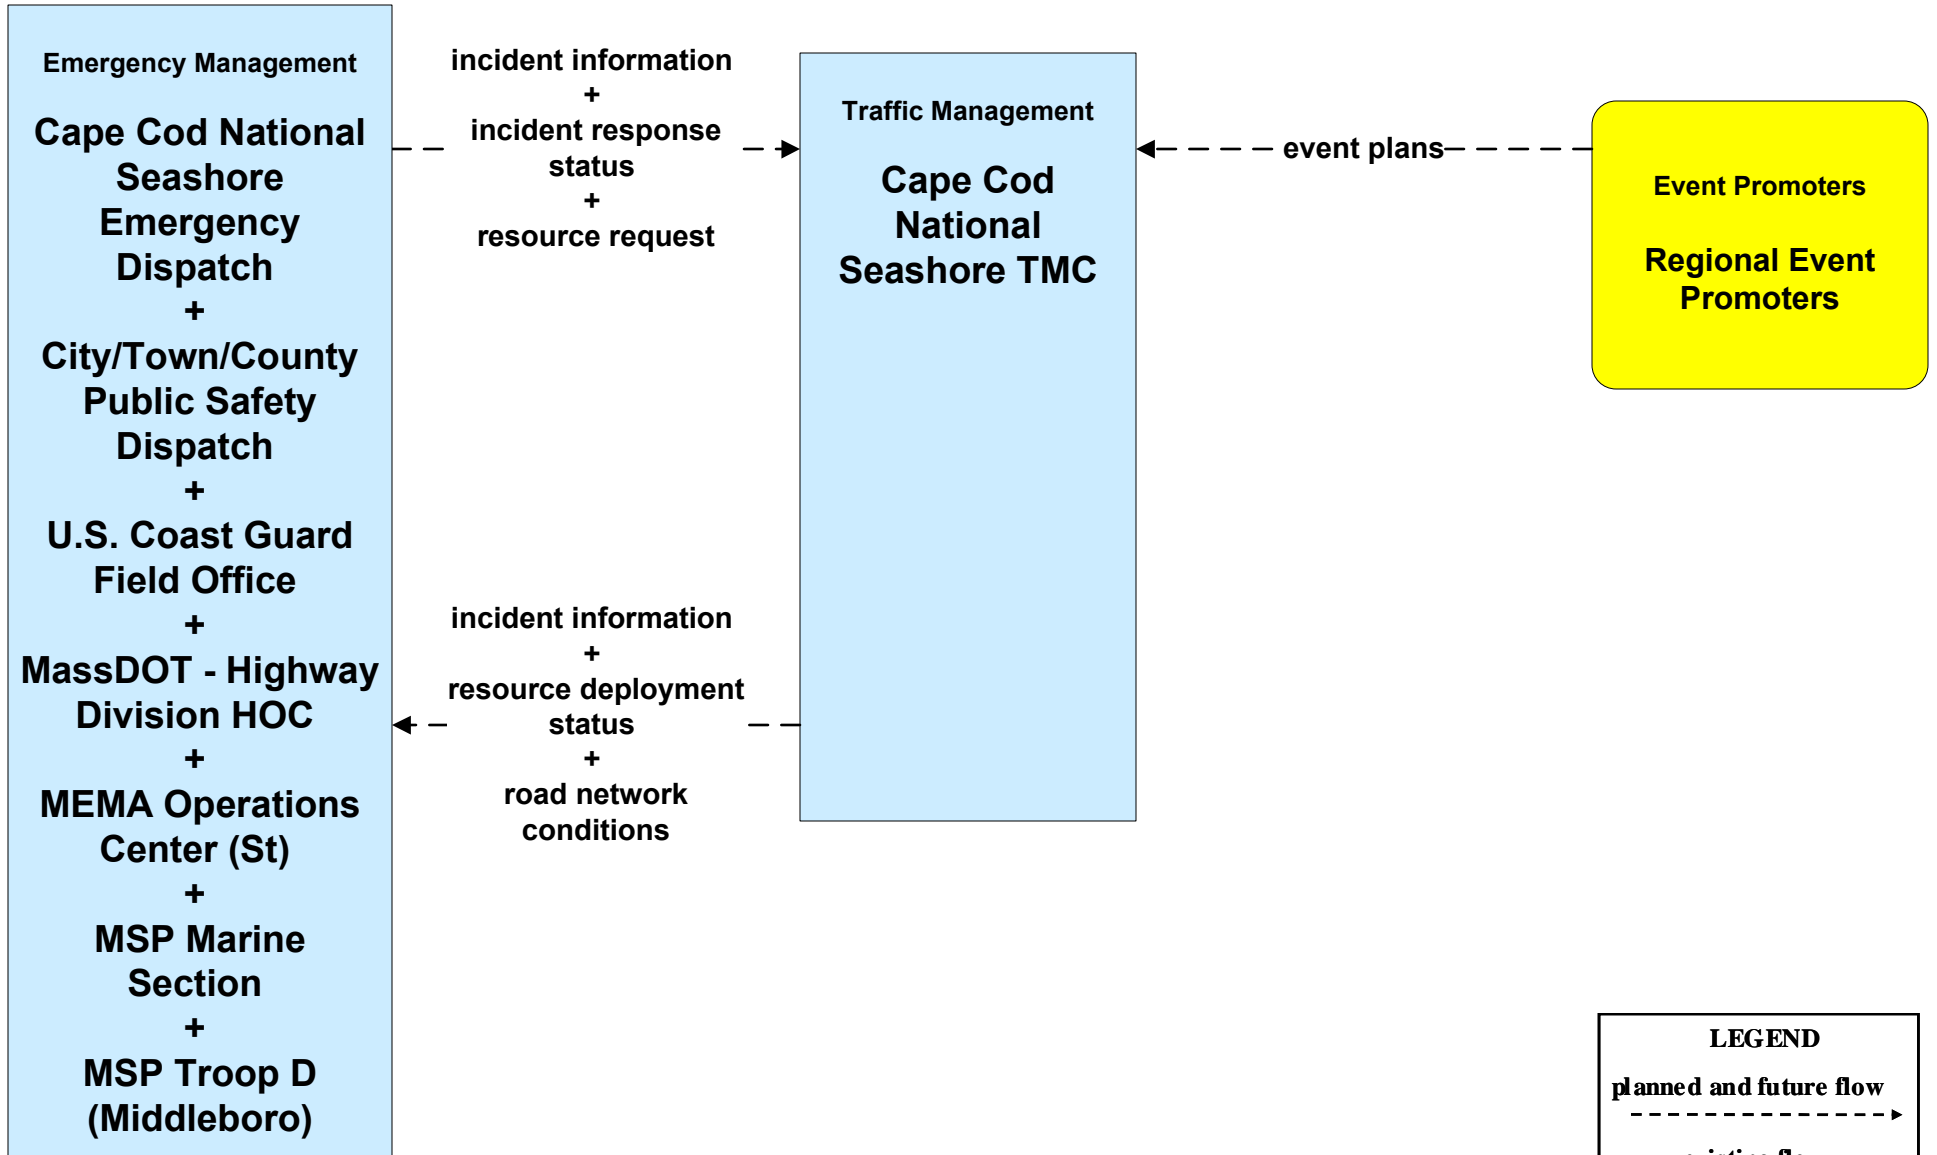 Emergency Management
Cape Cod National
Seashore
Emergency
Dispatch
+
City/Town/County
Public Safety
Dispatch
+
U.S. Coast Guard
Field Office
+
MassDOT - Highway
Division HOC
+
MEMA Operations
Center (St)
+
MSP Marine
Section
+
MSP Troop D
(Middleboro)
incident information
+
incident response
status
+
resource request
incident information
+
resource deployment
status
+
road network
conditions
Traffic Management
Cape Cod
National
Seashore TMC
event plans
Event Promoters
Regional Event
Promoters
LEGEND
planned and future flow